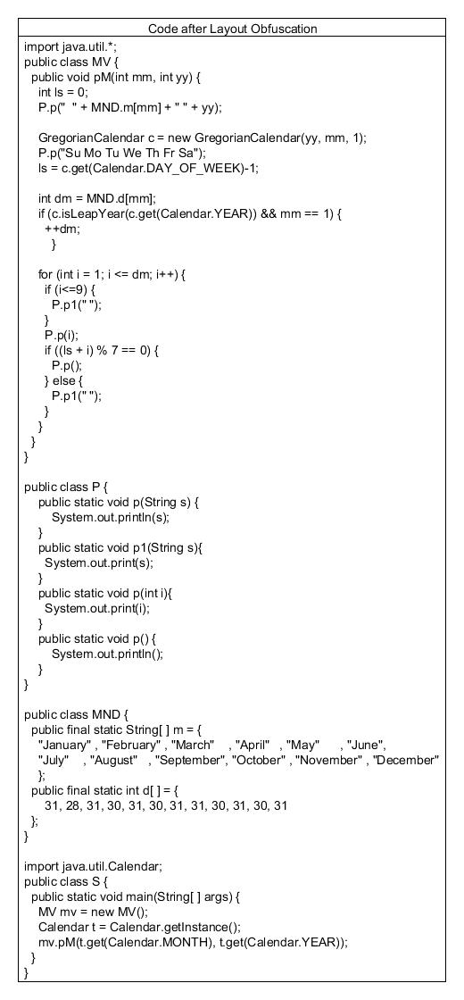 Code after Layout Obfuscation
import java.util.*;
public class MV {
public void pM(int mm, int yy) {
int ls = 0;
P.p("  " + MND.m[mm] + " " + yy);
GregorianCalendar c = new GregorianCalendar(yy, mm, 1);
P.p("Su Mo Tu We Th Fr Sa");
ls = c.get(Calendar.DAY_OF_WEEK)-1;
int dm = MND.d[mm];
if (c.isLeapYear(c.get(Calendar.YEAR)) && mm == 1) {
++dm;
}
for (int i = 1; i <= dm; i++) {
if (i<=9) {
P.p1(" ");
}
P.p(i);
if ((ls + i) % 7 == 0) {
P.p();
} else {
P.p1(" ");
}
}
}
}
public class P {
public static void p(String s) {
System.out.println(s);
}
public static void p1(String s){
System.out.print(s);
}
public static void p(int i){
System.out.print(i);
}
public static void p() {
System.out.println();
}
}
public class MND {
public final static String[ ] m = {
"January" , "February" , "March"    , "April"   , "May"      , "June",
"July"    , "August"   , "September", "October" , "November" , "December"
};
public final static int d[ ] = {
31, 28, 31, 30, 31, 30, 31, 31, 30, 31, 30, 31
};
}
import java.util.Calendar;
public class S {
public static void main(String[ ] args) {
MV mv = new MV();
Calendar t = Calendar.getInstance();
mv.pM(t.get(Calendar.MONTH), t.get(Calendar.YEAR));
}
}